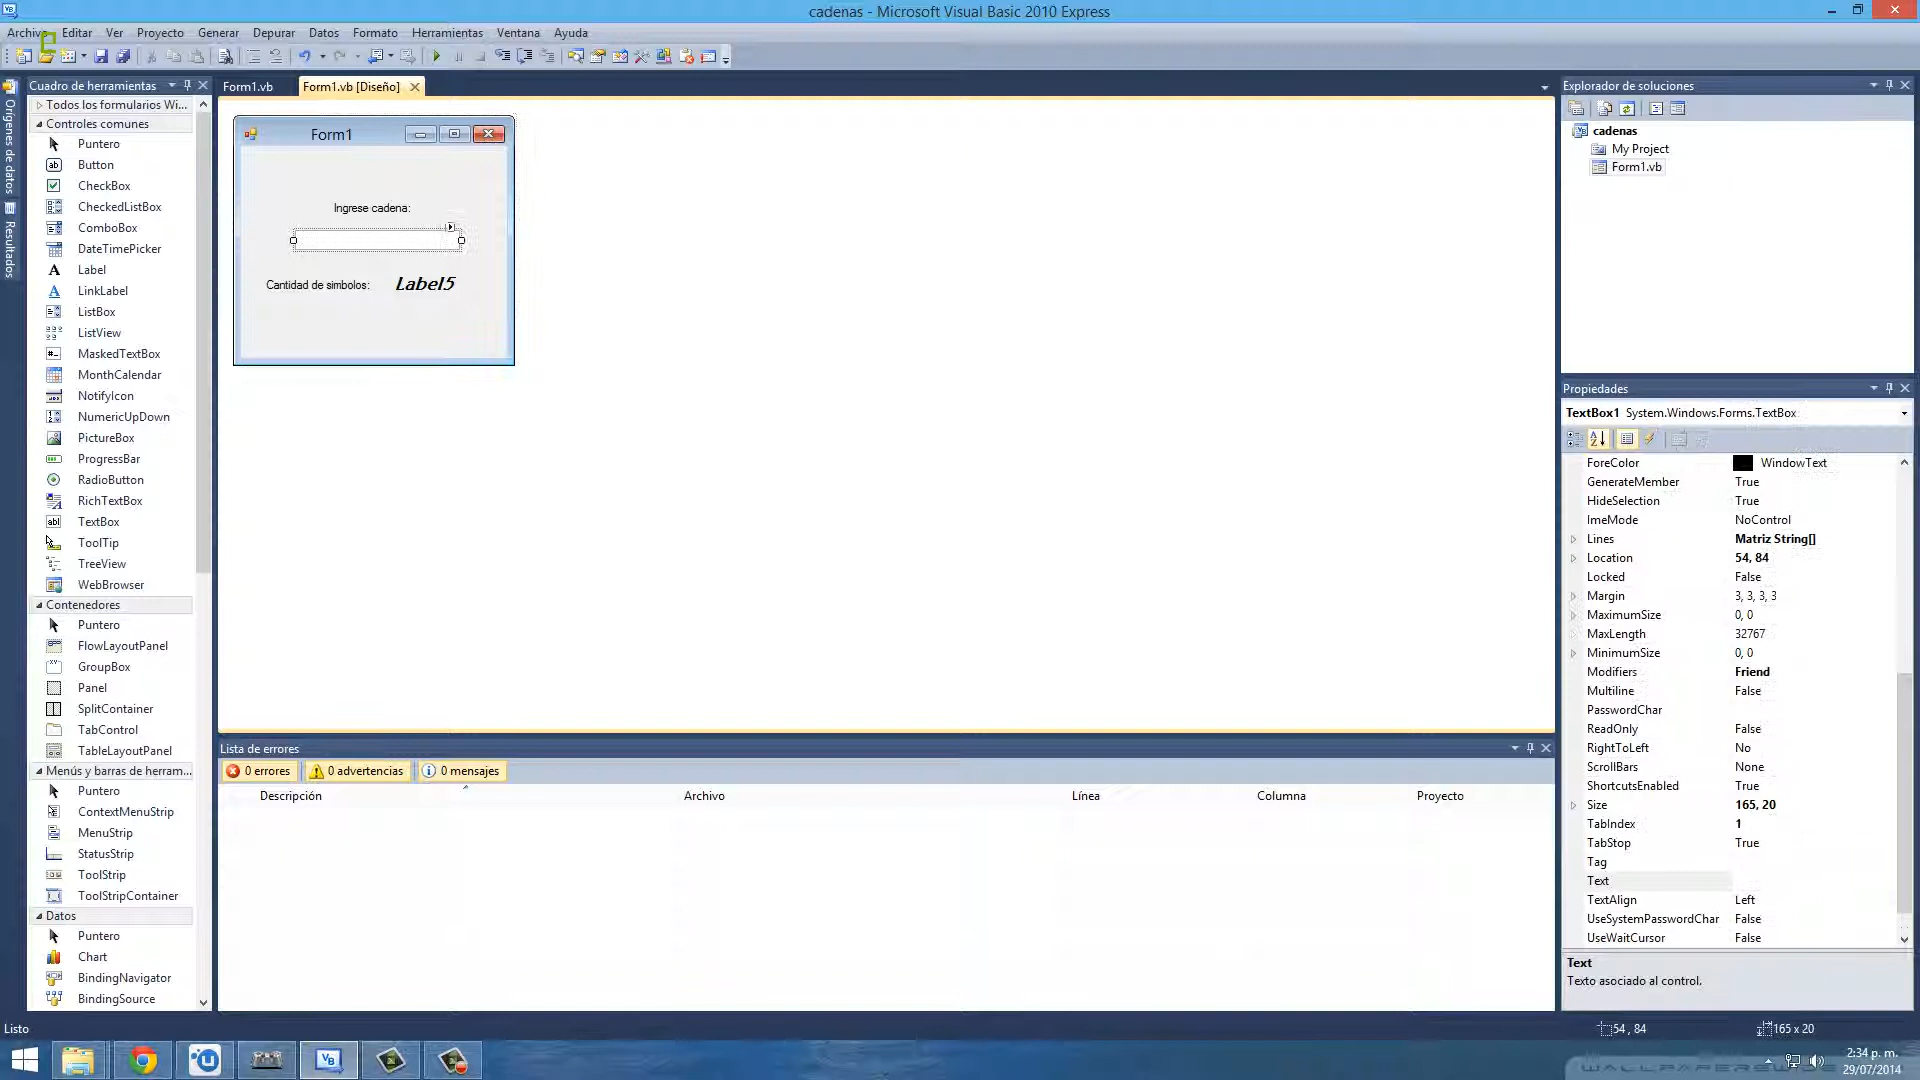 cadenas - Microsoft Visual Basic 2010 Express
Archivo Editar Ver Proyecto Generar Depurar Datos Formato Herramientas Ventana Ayuda
Orígenes de datos
Resultados
Cuadro de herramientas
Todos los formularios Wi...
Controles comunes
Puntero
Button
CheckBox
CheckedListBox
ComboBox
DateTimePicker
Label
LinkLabel
ListBox
ListView
MaskedTextBox
MonthCalendar
NotifyIcon
NumericUpDown
PictureBox
ProgressBar
RadioButton
RichTextBox
TextBox
ToolTip
TreeView
WebBrowser
Contenedores
Puntero
FlowLayoutPanel
GroupBox
Panel
SplitContainer
TabControl
TableLayoutPanel
Menús y barras de herram...
Puntero
ContextMenuStrip
MenuStrip
StatusStrip
ToolStrip
ToolStripContainer
Datos
Puntero
Chart
BindingNavigator
BindingSource
Form1.vb Form1.vb [Diseño]
Form1
Ingrese cadena:
Cantidad de simbolos: Label5
Lista de errores
0 errores 0 advertencias 0 mensajes
Descripción Archivo Línea Columna Proyecto
Explorador de soluciones
cadenas
My Project
Form1.vb
Propiedades
TextBox1 System.Windows.Forms.TextBox
ForeColor WindowText
GenerateMember True
HideSelection True
ImeMode NoControl
Lines Matriz String[]
Location 54, 84
Locked False
Margin 3, 3, 3, 3
MaximumSize 0, 0
MaxLength 32767
MinimumSize 0, 0
Modifiers Friend
Multiline False
PasswordChar
ReadOnly False
RightToLeft No
ScrollBars None
ShortcutsEnabled True
Size 165, 20
TabIndex 1
TabStop True
Tag
Text
TextAlign Left
UseSystemPasswordChar False
UseWaitCursor False
Text
Texto asociado al control.
Listo 54 , 84 165 x 20
2:34 p. m.
29/07/2014